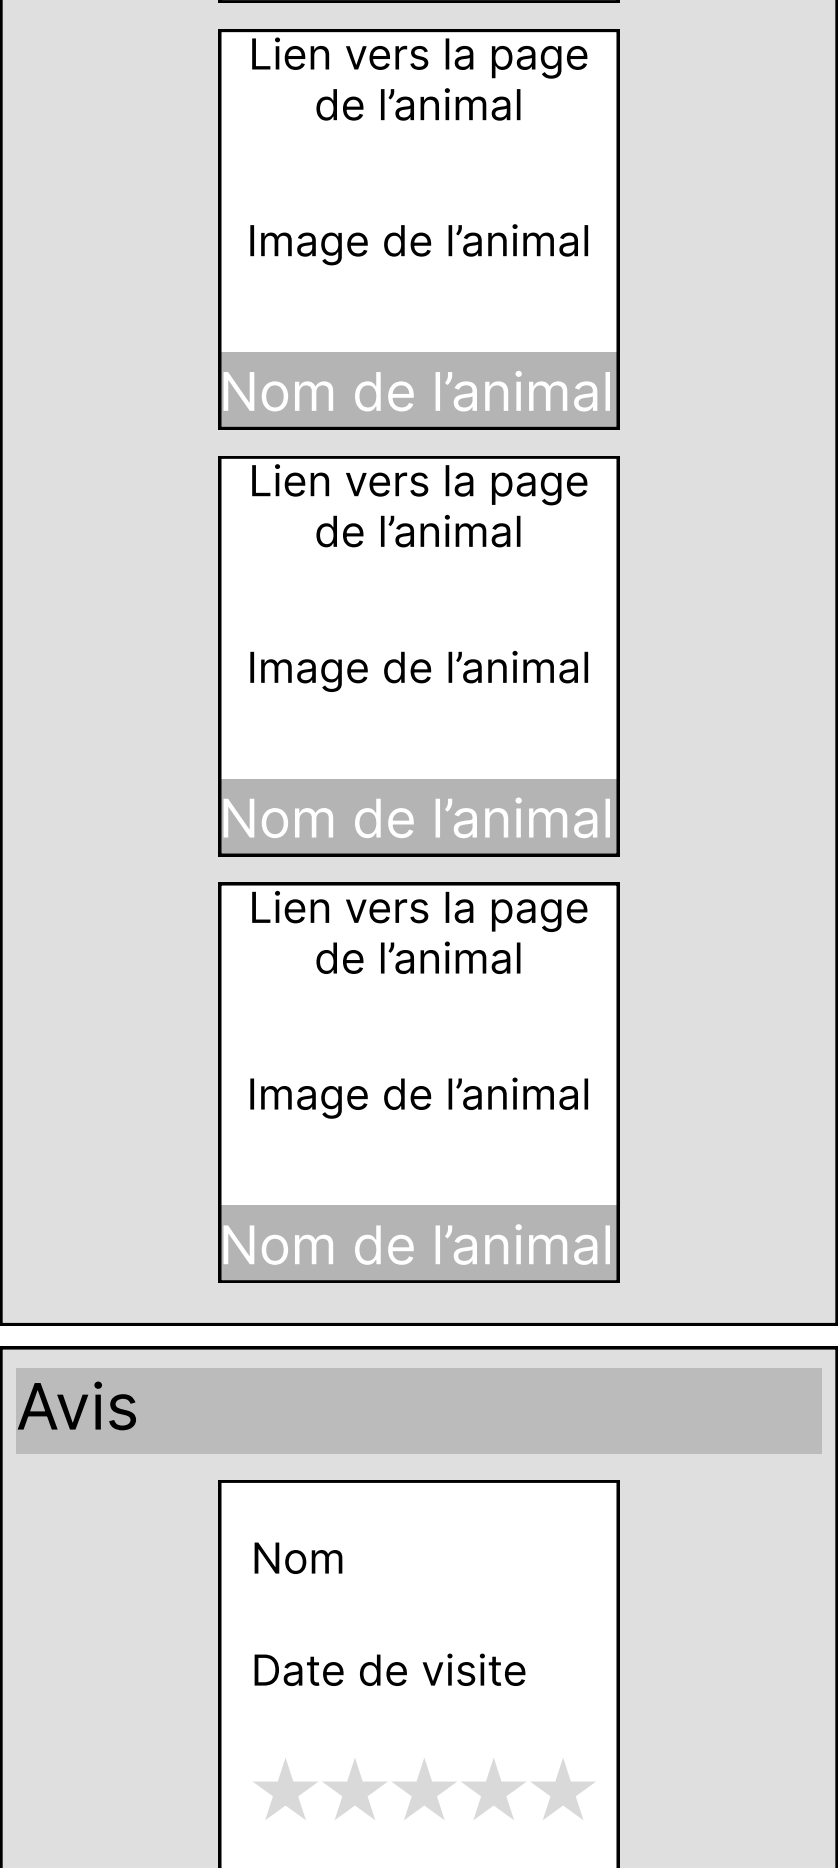 Lien vers la page
de l’animal
Image de l’animal
Nom de l’animal
Lien vers la page
de l’animal
Image de l’animal
Nom de l’animal
Lien vers la page
de l’animal
Image de l’animal
Nom de l’animal
Avis
Nom
Date de visite